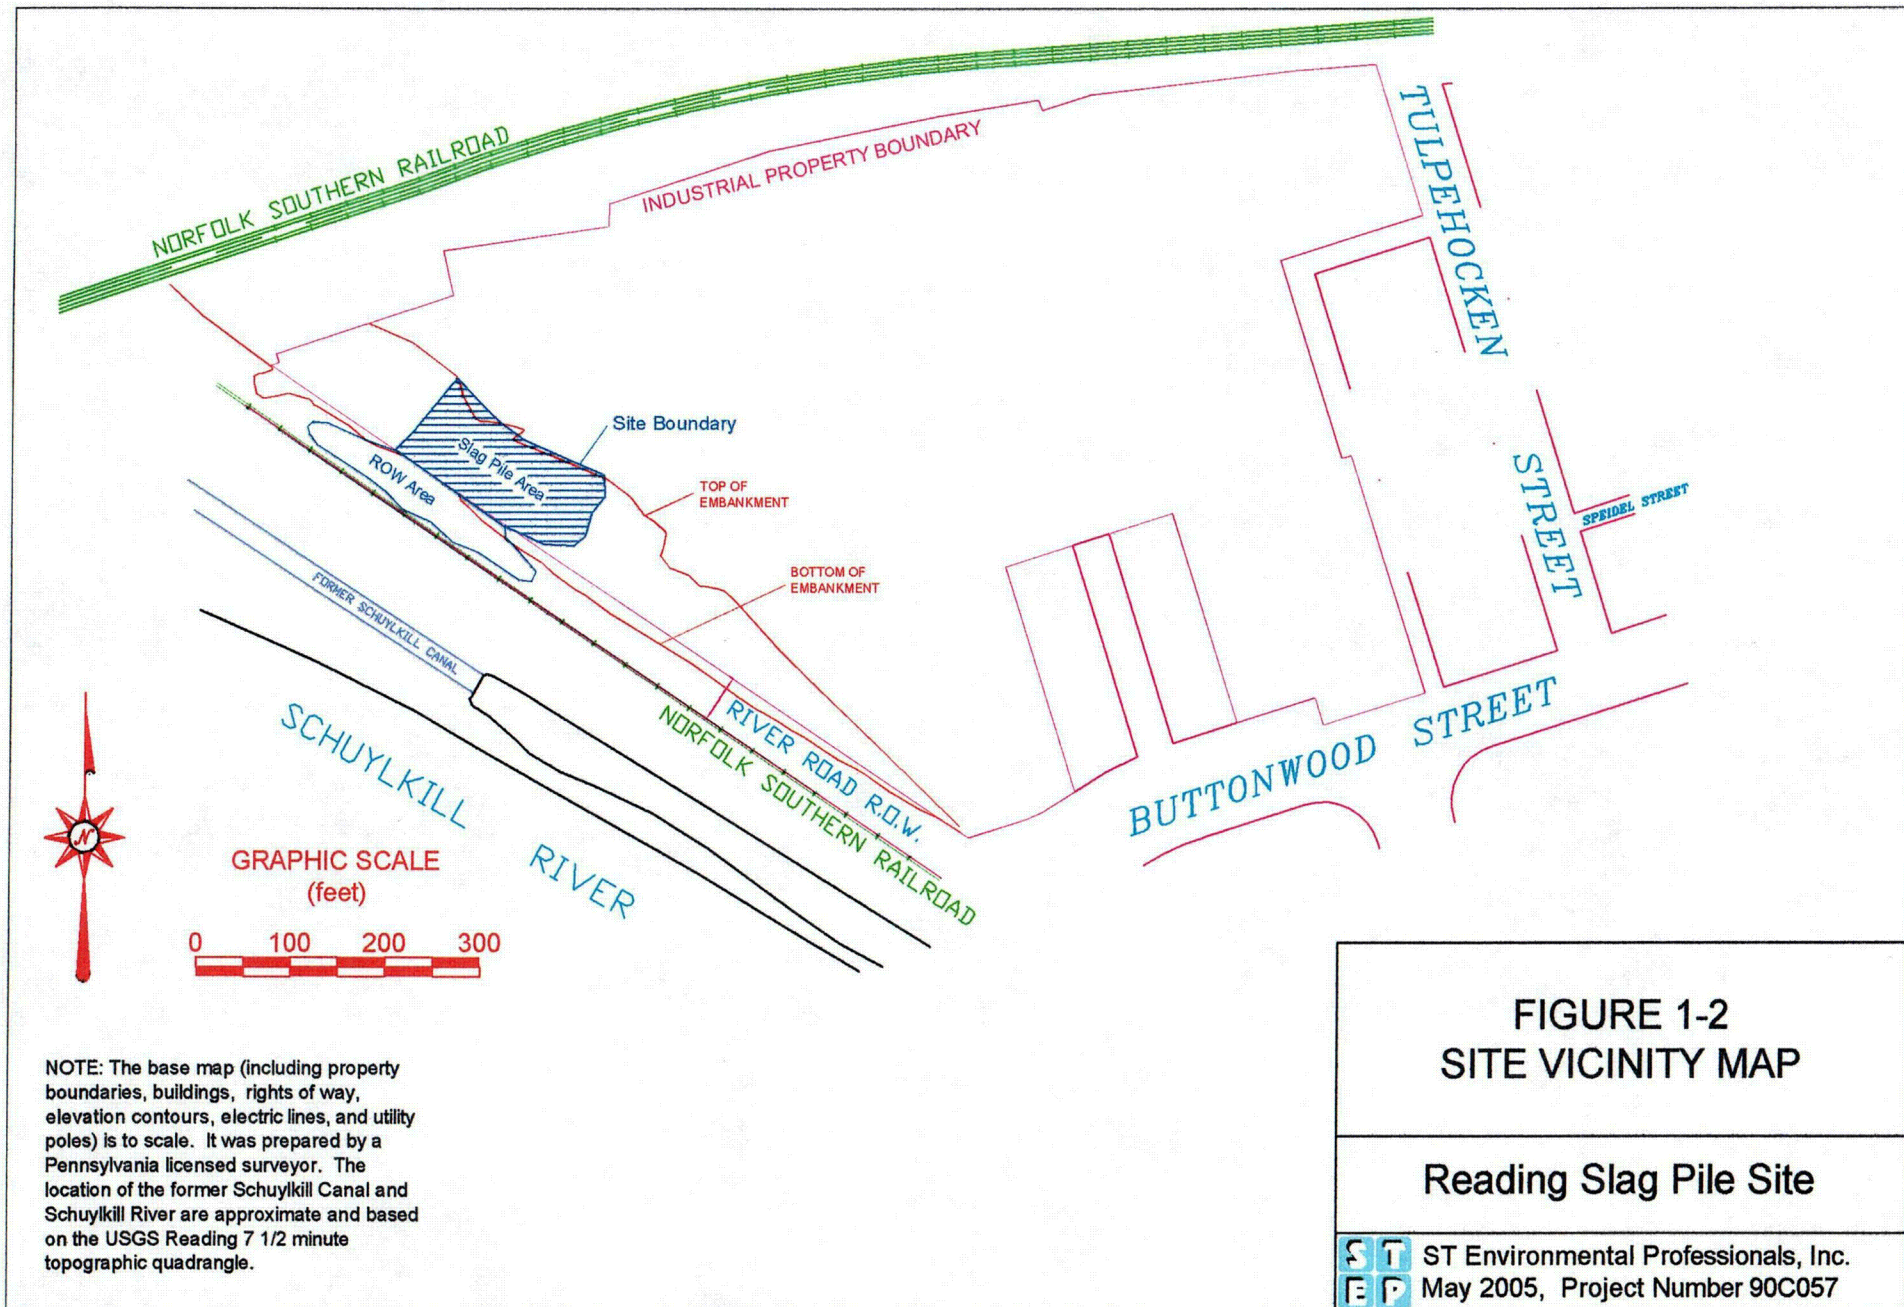 NORFOLK SOUTHERN RAILROAD
INDUSTRIAL PROPERTY BOUNDARY
TULPEHOCKEN STREET
Site Boundary
Slag Pile Area
ROW Area
TOP OF
EMBANKMENT
SPEIDEL STREET
BOTTOM OF
EMBANKMENT
FORMER SCHUYLKILL CANAL
SCHUYLKILL RIVER
RIVER ROAD R.O.W.
NORFOLK SOUTHERN RAILROAD
BUTTONWOOD STREET
N
GRAPHIC SCALE
(feet)
0 100 200 300
NOTE: The base map (including property
boundaries, buildings, rights of way,
elevation contours, electric lines, and utility
poles) is to scale. It was prepared by a
Pennsylvania licensed surveyor. The
location of the former Schuylkill Canal and
Schuylkill River are approximate and based
on the USGS Reading 7 1/2 minute
topographic quadrangle.
FIGURE 1-2
SITE VICINITY MAP
Reading Slag Pile Site
ST
EP
ST Environmental Professionals, Inc.
May 2005, Project Number 90C057